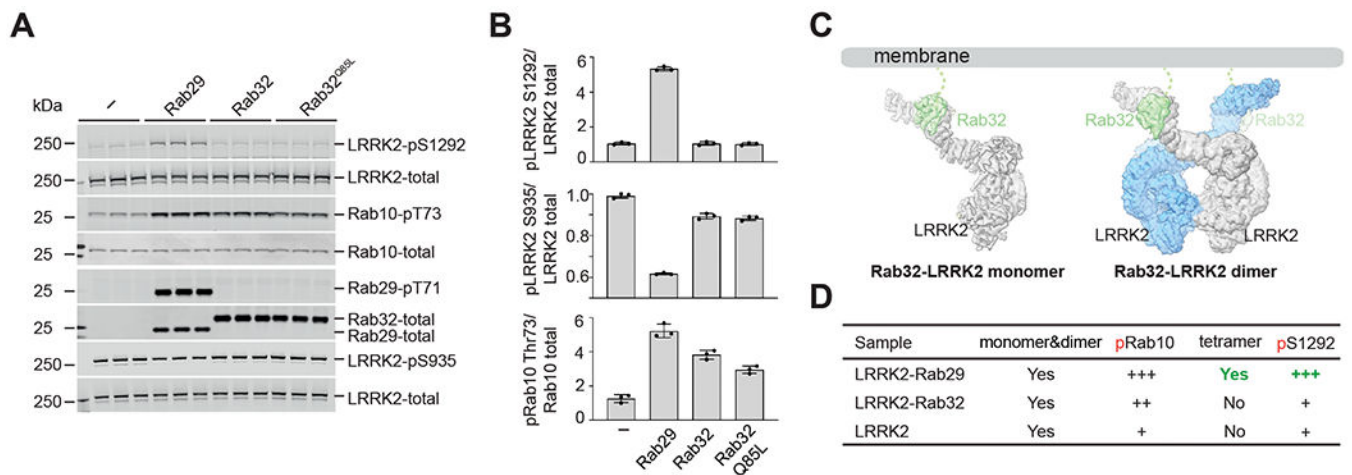 A
– Rab29 Rab32 Rab32Q85L
kDa
250 LRRK2-pS1292
250 LRRK2-total
25 Rab10-pT73
25 Rab10-total
25 Rab29-pT71
25 Rab32-total
Rab29-total
LRRK2-pS935
250 LRRK2-total
B
pLRRK2 S1292/
LRRK2 total
6
4
2
0
pLRRK2 S935/
LRRK2 total
1.0
0.8
0.6
pRab10 Thr73/
Rab10 total
6
4
2
0
– Rab29 Rab32 Rab32
Q85L
C
membrane
Rab32 Rab32 Rab32
LRRK2 LRRK2 LRRK2
Rab32-LRRK2 monomer Rab32-LRRK2 dimer
D
Sample monomer&dimer pRab10 tetramer pS1292
LRRK2-Rab29 Yes +++ Yes +++
LRRK2-Rab32 Yes ++ No +
LRRK2 Yes + No +